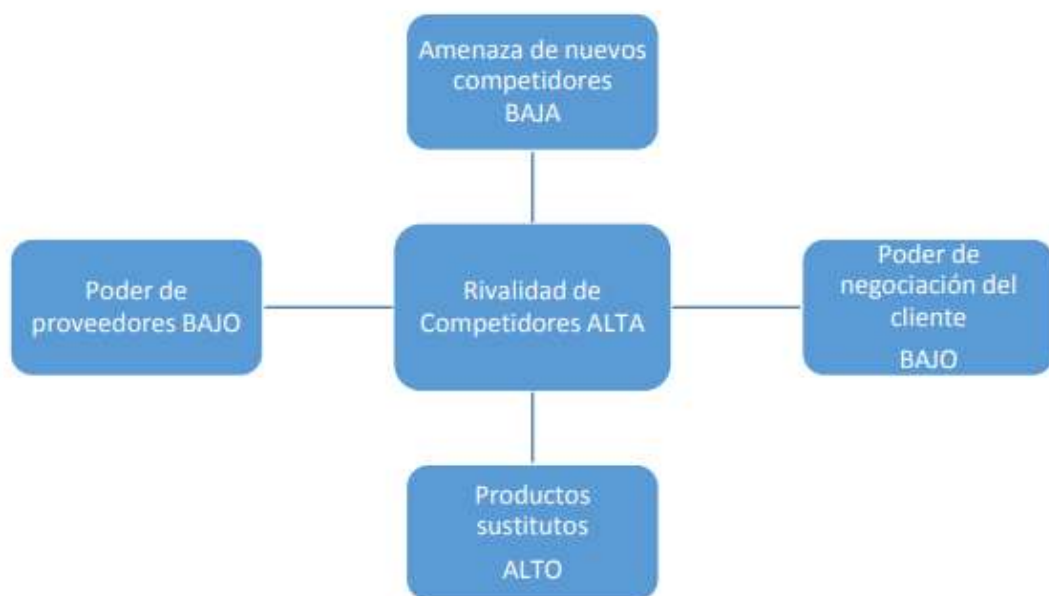 Amenaza de nuevos
competidores
BAJA
Poder de
proveedores BAJO
Rivalidad de
Competidores ALTA
Poder de
negociación del
cliente
BAJO
Productos
sustitutos
ALTO